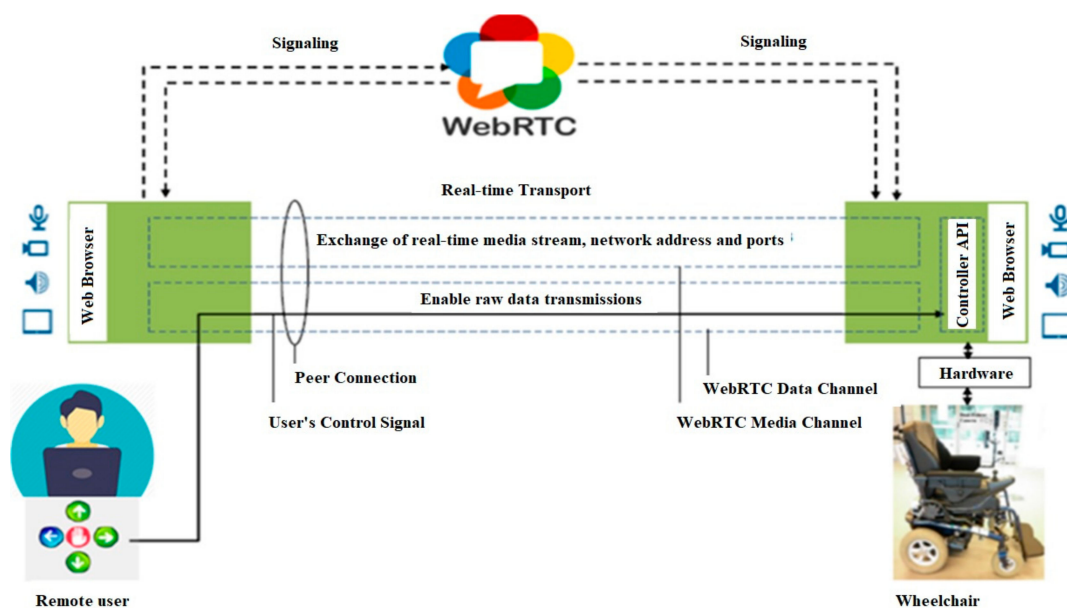 Signaling
Signaling
WebRTC
Real-time Transport
Web Browser
Exchange of real-time media stream, network address and ports
Enable raw data transmissions
Controller API
Web Browser
Peer Connection
User's Control Signal
WebRTC Data Channel
WebRTC Media Channel
Hardware
Remote user
Wheelchair